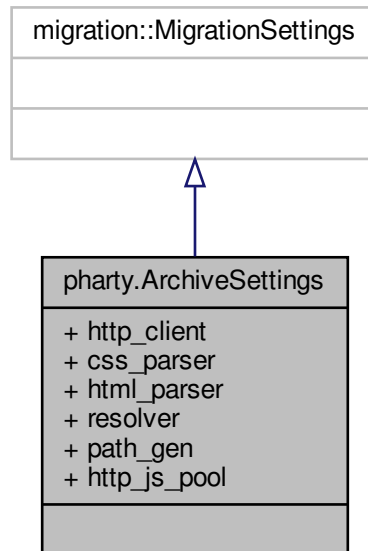 migration::MigrationSettings
pharty.ArchiveSettings
+ http_client
+ css_parser
+ html_parser
+ resolver
+ path_gen
+ http_js_pool